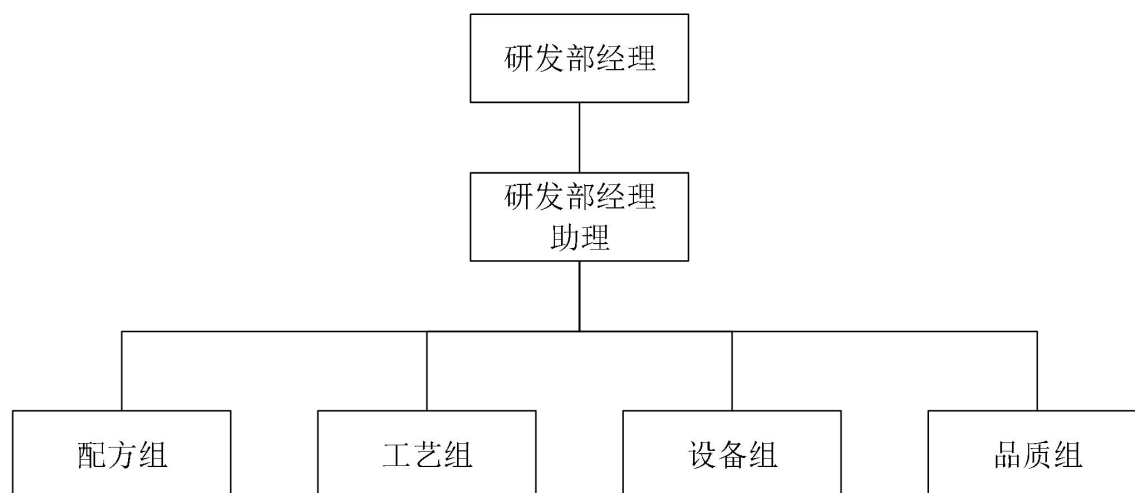 研发部经理
研发部经理
助理
配方组
工艺组
设备组
品质组